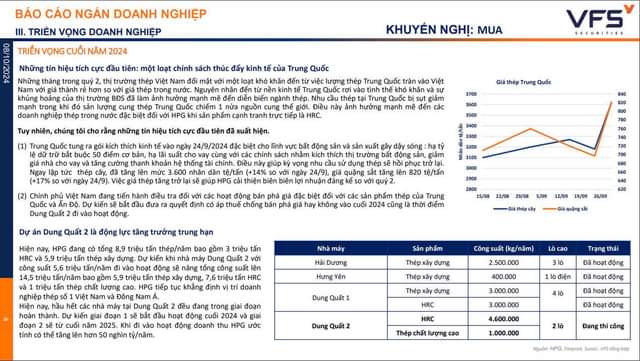 BÁO CÁO NGÂN DOANH NGHIỆP
III. TRIỂN VỌNG DOANH NGHIỆP
KHUYẾN NGHỊ: MUA
VFS
SECURITIES
08/10/2024
TRIỂN VỌNG CUỐI NĂM 2024
Những tín hiệu tích cực đầu tiên: một loạt chính sách thúc đẩy kinh tế của Trung Quốc
Những tháng trong quý 2, thị trường thép Việt Nam đối mặt với một loạt khó khăn đến từ việc lượng thép Trung Quốc tràn vào Việt
Nam với giá thành rẻ hơn so với giá thép trong nước. Nguyên nhân đến từ nền kinh tế Trung Quốc rơi vào tình thế khó khăn và sự
khủng hoảng của thị trường BĐS đã làm ảnh hưởng mạnh mẽ đến diễn biến ngành thép. Nhu cầu thép tại Trung Quốc bị sụt giảm
mạnh trong khi đó sản lượng cung thép Trung Quốc chiếm 1 nửa nguồn cung thế giới. Điều này ảnh hưởng mạnh mẽ đến các
doanh nghiệp thép trong nước đặc biệt đối với HPG khi sản phẩm cạnh tranh trực tiếp là HRC.
Tuy nhiên, chúng tôi cho rằng những tín hiệu tích cực đầu tiên đã xuất hiện.
(1) Trung Quốc tung ra gói kích thích kinh tế vào ngày 24/9/2024 đặc biệt cho lĩnh vực bất động sản và sản xuất gây dậy sóng : hạ tỷ
lệ dữ trữ bắt buộc 50 điểm cơ bản, hạ lãi suất cho vay cùng với các chính sách nhằm kích thích thị trường bất động sản, giảm
giá nhà cho vay và tăng cường thanh khoản hệ thống tài chính. Điều này giúp kỳ vọng nhu cầu sử dụng thép sẽ hồi phục trở lại.
Ngay lập tức thép cây, đã tăng lên mức 3.600 nhân dân tệ/tấn (+14% so với ngày 24/9), giá quặng sắt tăng lên 820 tệ/tấn
(+17% so với ngày 24/9). Việc giá thép tăng trở lại sẽ giúp HPG cải thiện biên biên lợi nhuận đáng kể so với quý 2.
(2) Chính phủ Việt Nam đang tiến hành điều tra đối với các hoạt động bán phá giá đặc biệt đối với các sản phẩm thép của Trung
Quốc và Ấn Độ. Dự kiến sẽ bắt đầu đưa ra quyết định có áp thuế chống bán phá giá hay không vào cuối 2024 cũng là thời điểm
Dung Quất 2 đi vào hoạt động.
Giá thép Trung Quốc
Nhân dân tệ/tấn
3700
3600
3500
3400
3300
3200
3100
3000
2900
2800
840
820
800
780
760
740
720
700
680
660
640
620
15/08 22/08 29/08 5/09 12/09 19/09 26/09
Giá thép cây Giá quặng sắt
Dự án Dung Quất 2 là động lực tăng trưởng trung hạn
Hiện nay, HPG đang có tổng 8,9 triệu tấn thép/năm bao gồm 3 triệu tấn
HRC và 5,9 triệu tấn thép xây dựng. Dự kiến khi nhà máy Dung Quất 2 với
công suất 5,6 triệu tấn/năm đi vào hoạt động sẽ nâng tổng công suất lên
14,5 triệu tấn/năm bao gồm 5,9 triệu tấn thép xây dựng, 7,6 triệu tấn HRC
và 1 triệu tấn thép chất lượng cao. HPG tiếp tục khẳng định vị trí doanh
nghiệp thép số 1 Việt Nam và Đông Nam Á.
Hiện nay, hầu hết các nhà máy tại Dung Quất 2 đều đang trong giai đoạn
hoàn thành. Dự kiến giai đoạn 1 sẽ bắt đầu hoạt động cuối 2024 và giai
đoạn 2 sẽ từ cuối năm 2025. Khi đi vào hoạt động doanh thu HPG ước
tính có thể tăng lên hơn 50 nghìn tỷ/năm.
Nhà máy Sản phẩm Công suất (kg/năm) Lò cao Trạng thái
Hải Dương Thép xây dựng 2.500.000 3 lò Đã hoạt động
Hưng Yên Thép xây dựng 400.000 1 lò điện Đã hoạt động
Dung Quất 1 Thép xây dựng 3.000.000 4 lò Đã hoạt động
HRC 3.000.000 Đã hoạt động
Dung Quất 2 HRC 4.600.000 2 lò Đang thi công
Thép chất lượng cao 1.000.000
4